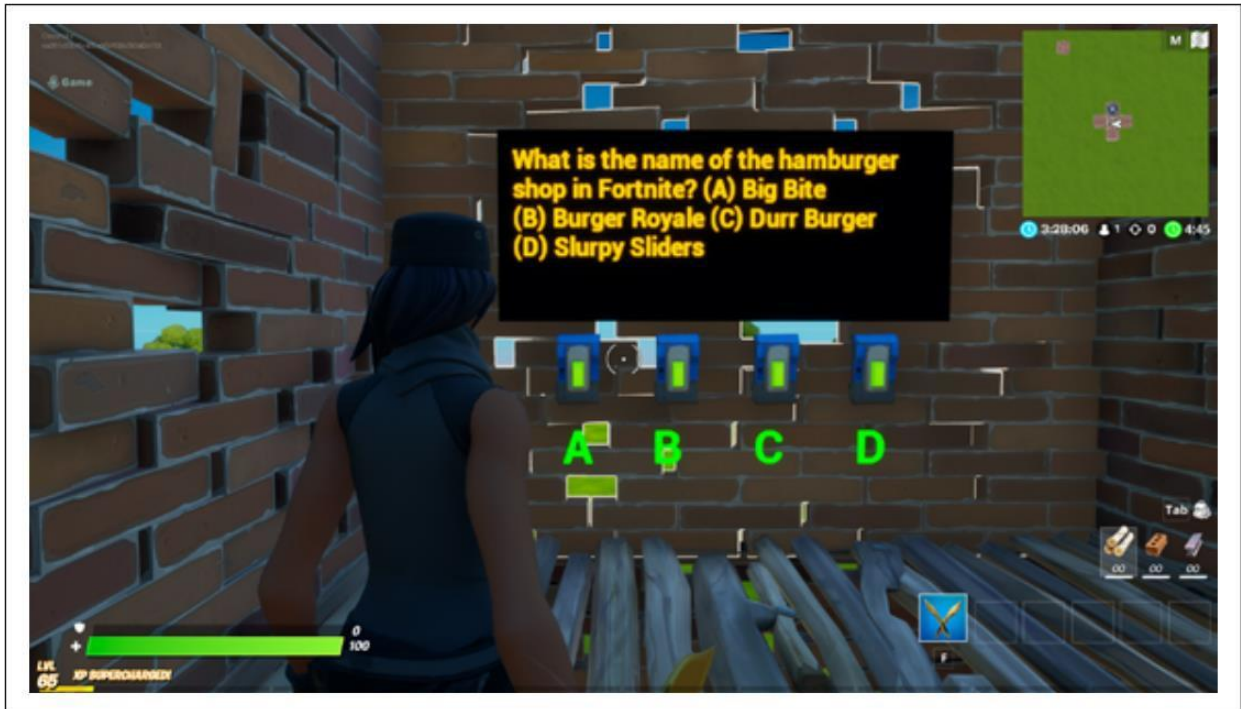 Game
M
What is the name of the hamburger
shop in Fortnite? (A) Big Bite
(B) Burger Royale (C) Durr Burger
(D) Slurpy Sliders
3:28:06 1 0 4:45
A B C D
Tab
∞ ∞ ∞
0
100
F
LVL
65 XP SUPERCHARGED!